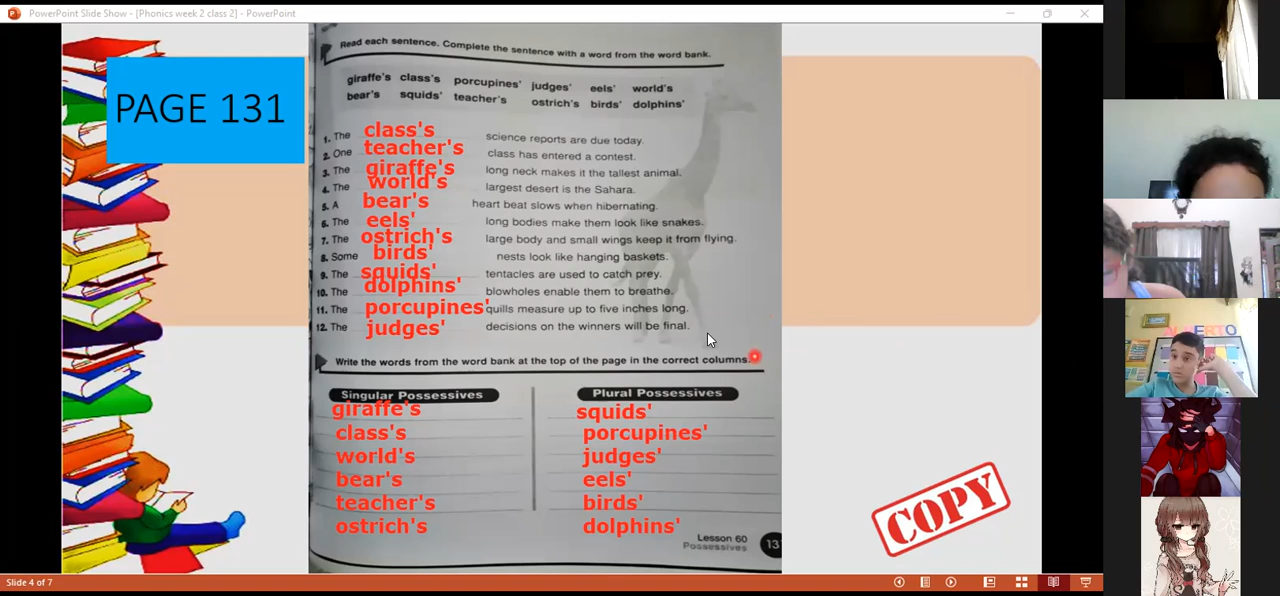 PowerPoint Slide Show - [Phonics week 2 class 2] - PowerPoint
PAGE 131
Read each sentence. Complete the sentence with a word from the word bank.
giraffe's class's porcupines' judges' eels' world's
bear's squids' teacher's ostrich's birds' dolphins'
1. The class's science reports are due today.
2. One teacher's class has entered a contest.
3. The giraffe's long neck makes it the tallest animal.
4. The world's largest desert is the Sahara.
5. A bear's heart beat slows when hibernating.
6. The eels' long bodies make them look like snakes.
7. The ostrich's large body and small wings keep it from flying.
8. Some birds' nests look like hanging baskets.
9. The squids' tentacles are used to catch prey.
10. The dolphins' blowholes enable them to breathe.
11. The porcupines' quills measure up to five inches long.
12. The judges' decisions on the winners will be final.
Write the words from the word bank at the top of the page in the correct columns.
Singular Possessives Plural Possessives
giraffe's squids'
class's porcupines'
world's judges'
bear's eels'
teacher's birds'
ostrich's dolphins'
Lesson 60
Possessives 131
COPY
ALBERTO
Slide 4 of 7